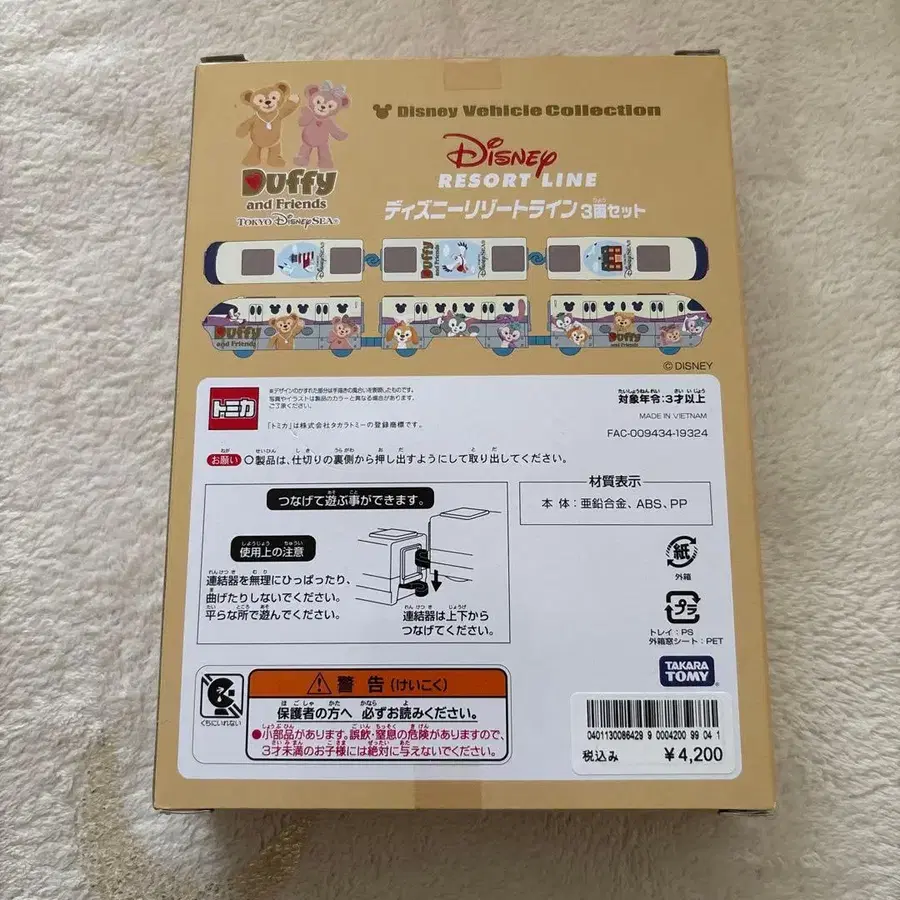 Disney Vehicle Collection
Duffy
and Friends
TOKYO DisneySEA®
Disney
RESORT LINE
ディズニーリゾートライン3両セット
DisneySEA
Duffy
and Friends
DisneySEA
DisneySEA
Duffy
and Friends
Duffy
and Friends
© DISNEY
トミカ
※デザインのかすれた部分は手描きの風合いを表現したものです。
写真やイラストは製品のカラーと異なる場合があります。
ご了承ください。
「トミカ」は株式会社タカラトミーの登録商標です。
対象年令:3才以上
MADE IN VIETNAM
FAC-009434-19324
お願い ○製品は、仕切りの裏側から押し出すようにして取り出してください。
つなげて遊ぶ事ができます。
使用上の注意
連結器を無理にひっぱったり、
曲げたりしないでください。
平らな所で遊んでください。
連結器は上下から
つなげてください。
材質表示
本 体:亜鉛合金、ABS、PP
紙
外箱
プラ
トレイ:PS
外箱窓シート:PET
TAKARA
TOMY
くちにいれない
警 告 (けいこく)
保護者の方へ 必ずお読みください。
●小部品があります。誤飲・窒息の危険がありますので、
3才未満のお子様には絶対に与えないでください。
0401130086429 9 0004200 99 04 1
税込み ¥4,200